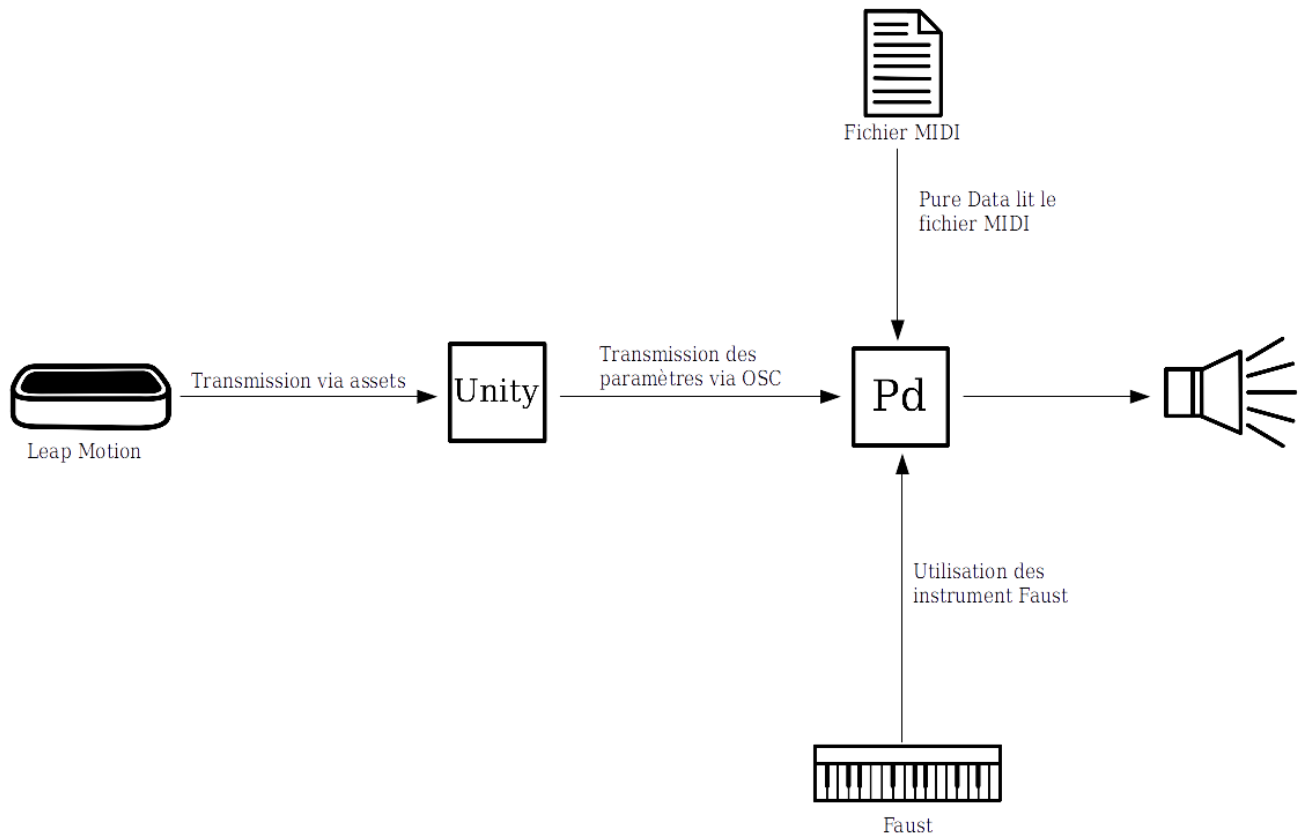 Fichier MIDI
Pure Data lit le
fichier MIDI
Leap Motion
Transmission via assets
Unity
Transmission des
paramètres via OSC
Pd
Utilisation des
instrument Faust
Faust